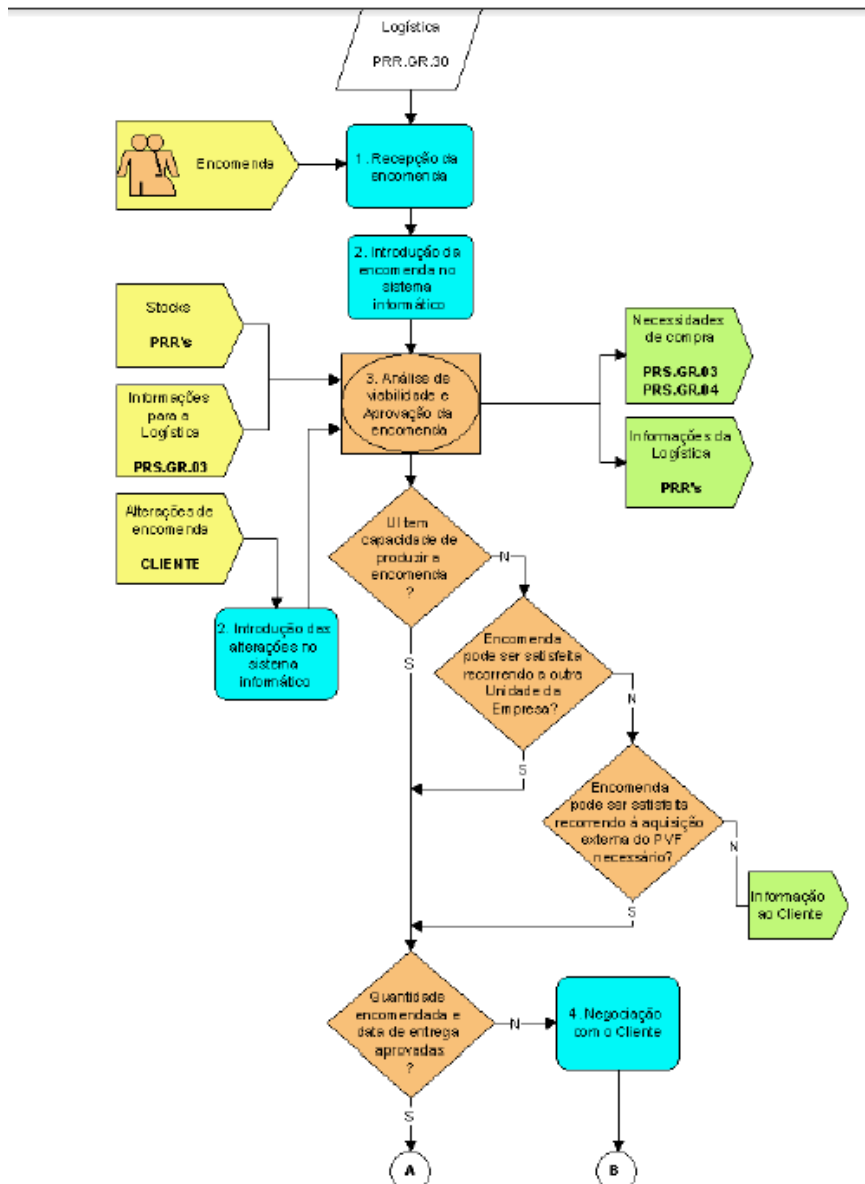 Logística
PRR.GR.30
Encomenda
1. Recepção da
encomenda
2. Introdução da
encomenda no
sistema
informático
Stocks
PRR's
Informações
para a
Logística
PRS.GR.03
3. Análise de
viabilidade e
Aprovação da
encomenda
Necessidades
de compra
PRS.GR.03
PRS.GR.04
Informações da
Logística
PRR's
Alterações de
encomenda
CLIENTE
2. Introdução das
alterações no
sistema
informático
UI tem
capacidade de
produzir a
encomenda
?
N
S
Encomenda
pode ser satisfeita
recorrendo a outra
Unidade da
Empresa?
N
S
Encomenda
pode ser satisfeita
recorrendo á aquisição
externa do PVF
necessário?
N
S
Informação
ao Cliente
Quantidade
encomendada e
data de entrega
aprovadas
?
N
4. Negociação
com o Cliente
S
A
B